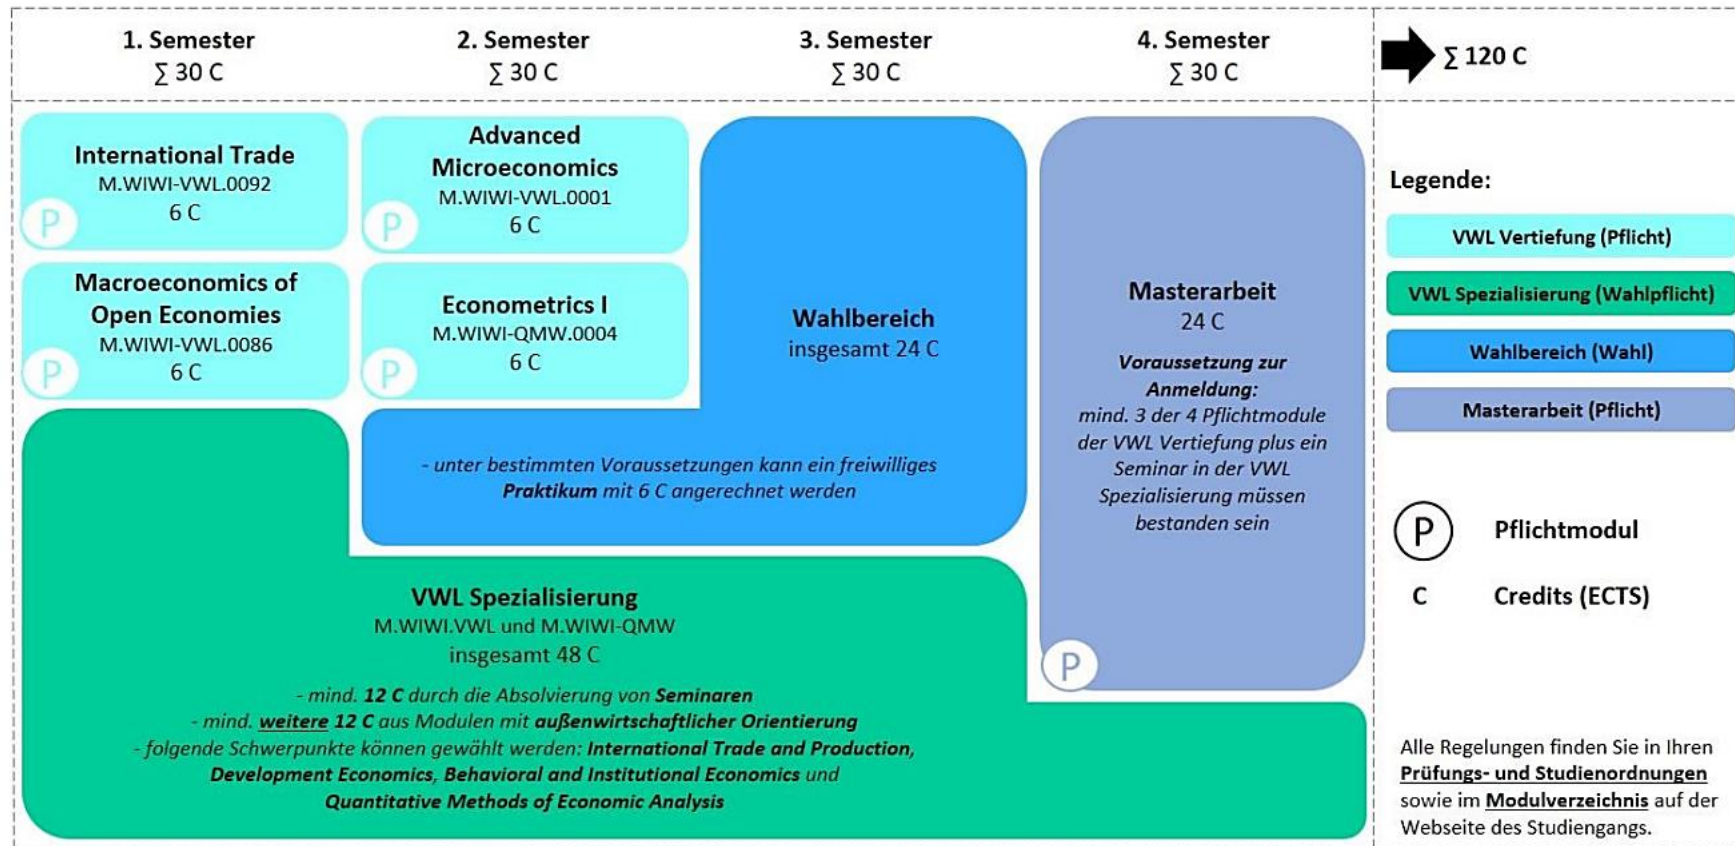 1. Semester
∑ 30 C
2. Semester
∑ 30 C
3. Semester
∑ 30 C
4. Semester
∑ 30 C
∑ 120 C
International Trade
M.WIWI-VWL.0092
6 C
P
Macroeconomics of
Open Economies
M.WIWI-VWL.0086
6 C
P
Advanced
Microeconomics
M.WIWI-VWL.0001
6 C
P
Econometrics I
M.WIWI-QMW.0004
6 C
P
Wahlbereich
insgesamt 24 C
- unter bestimmten Voraussetzungen kann ein freiwilliges
Praktikum mit 6 C angerechnet werden
Masterarbeit
24 C
Voraussetzung zur
Anmeldung:
mind. 3 der 4 Pflichtmodule
der VWL Vertiefung plus ein
Seminar in der VWL
Spezialisierung müssen
bestanden sein
P
VWL Spezialisierung
M.WIWI.VWL und M.WIWI-QMW
insgesamt 48 C
- mind. 12 C durch die Absolvierung von Seminaren
- mind. weitere 12 C aus Modulen mit außenwirtschaftlicher Orientierung
- folgende Schwerpunkte können gewählt werden: International Trade and Production,
Development Economics, Behavioral and Institutional Economics und
Quantitative Methods of Economic Analysis
Legende:
VWL Vertiefung (Pflicht)
VWL Spezialisierung (Wahlpflicht)
Wahlbereich (Wahl)
Masterarbeit (Pflicht)
P Pflichtmodul
C Credits (ECTS)
Alle Regelungen finden Sie in Ihren
Prüfungs- und Studienordnungen
sowie im Modulverzeichnis auf der
Webseite des Studiengangs.